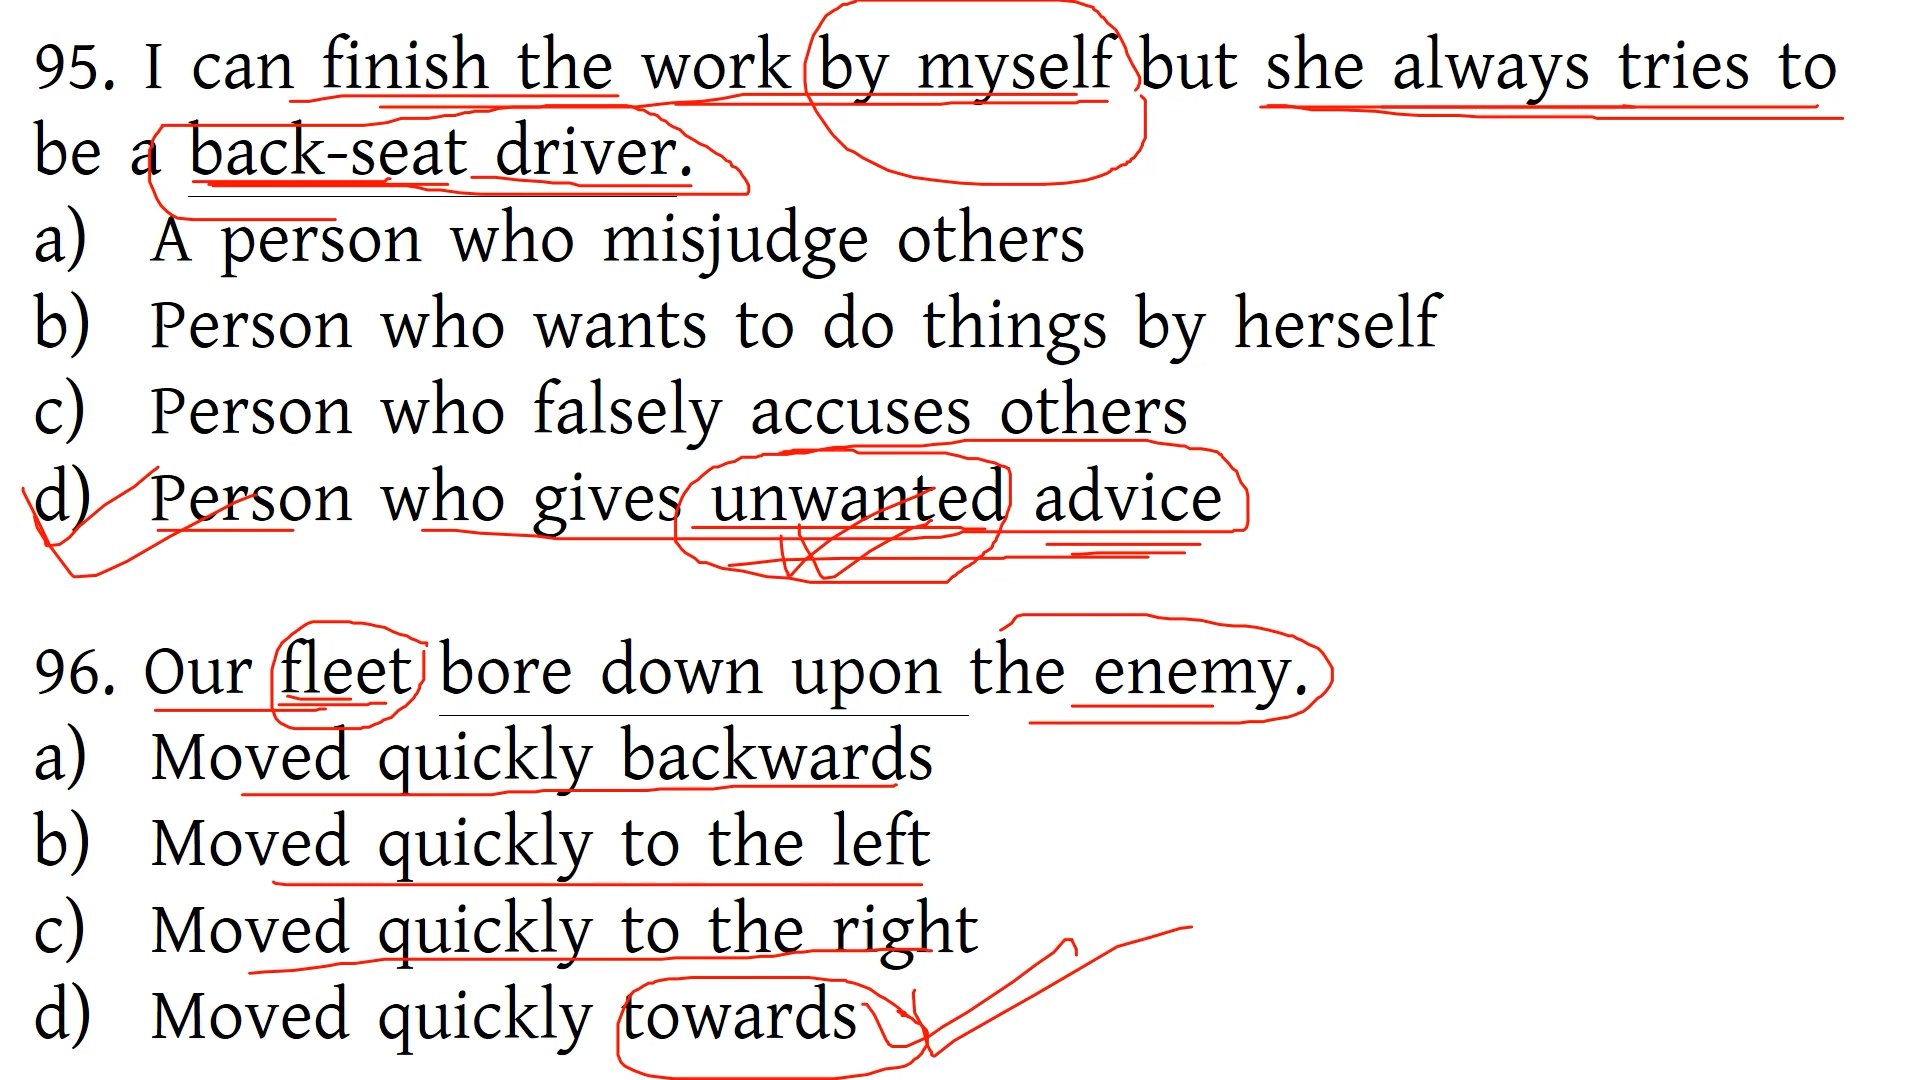 95. I can finish the work by myself but she always tries to
be a back-seat driver.
a) A person who misjudge others
b) Person who wants to do things by herself
c) Person who falsely accuses others
d) Person who gives unwanted advice
96. Our fleet bore down upon the enemy.
a) Moved quickly backwards
b) Moved quickly to the left
c) Moved quickly to the right
d) Moved quickly towards